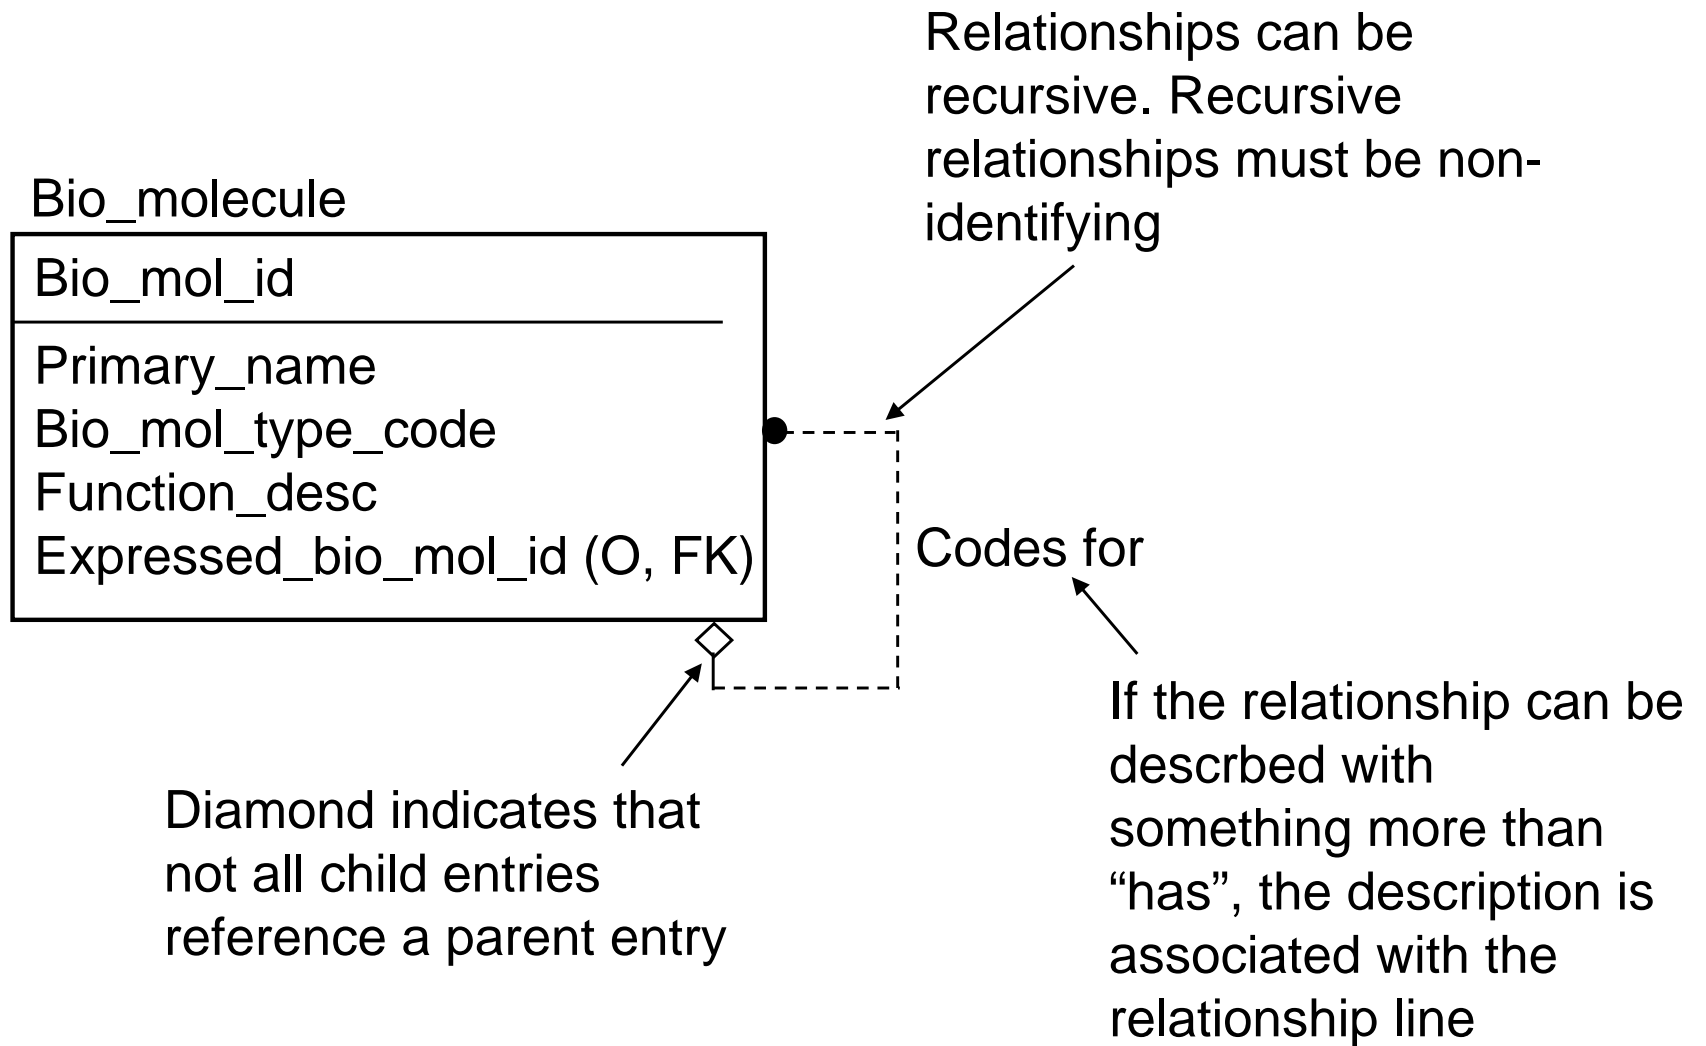 Relationships can be
recursive. Recursive
relationships must be non-
identifying
Bio_molecule
Bio_mol_id
Primary_name
Bio_mol_type_code
Function_desc
Expressed_bio_mol_id (O, FK)
Codes for
Diamond indicates that
not all child entries
reference a parent entry
If the relationship can be
descrbed with
something more than
“has”, the description is
associated with the
relationship line